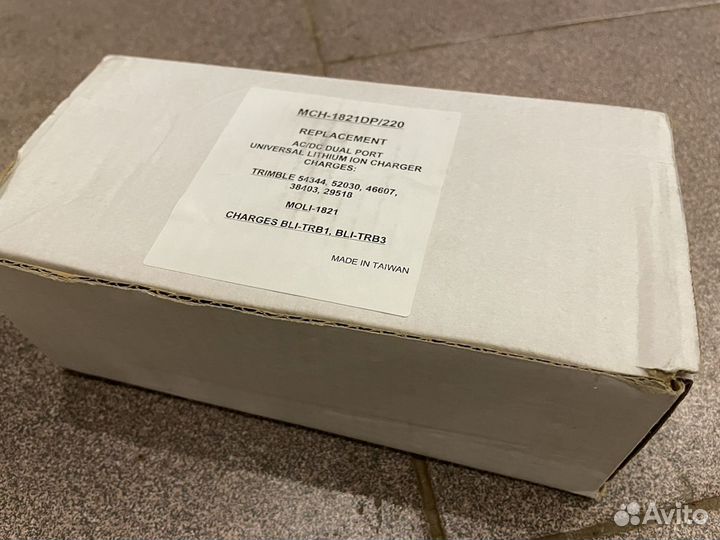 MCH-1821DP/220
REPLACEMENT
AC/DC DUAL PORT
UNIVERSAL LITHIUM ION CHARGER
CHARGES:
TRIMBLE 54344, 52030, 46607,
38403, 29518
MOLI-1821
CHARGES BLI-TRB1, BLI-TRB3
MADE IN TAIWAN
Avito